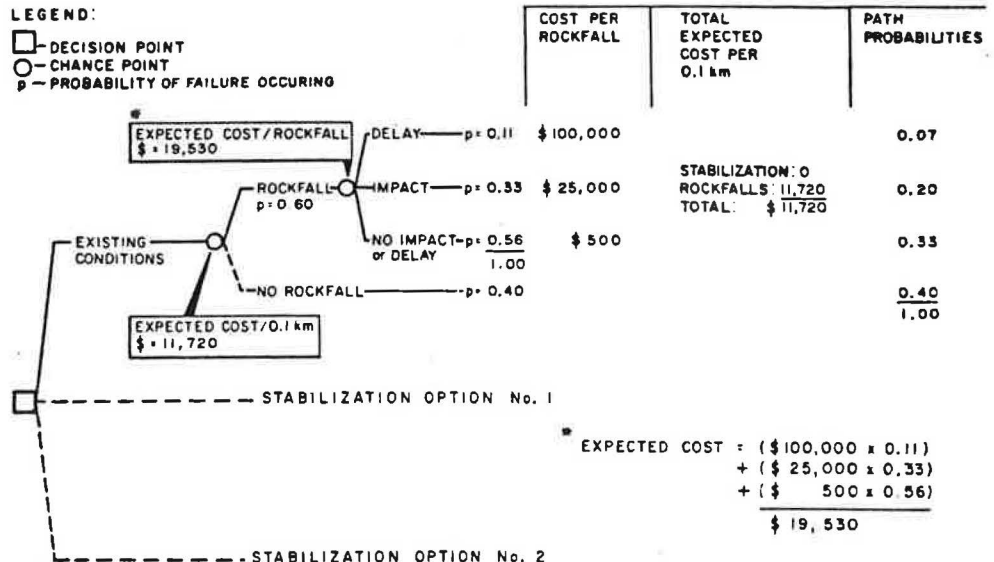 LEGEND:
DECISION POINT
CHANCE POINT
p — PROBABILITY OF FAILURE OCCURING
COST PER
ROCKFALL
TOTAL
EXPECTED
COST PER
0.1 km
PATH
PROBABILITIES
*
EXPECTED COST/ROCKFALL
$ = 19,530
DELAY p= 0.11 $100,000 0.07
ROCKFALL
p= 0.60
IMPACT p= 0.33 $ 25,000 0.20
STABILIZATION: 0
ROCKFALLS: 11,720
TOTAL: $ 11,720
EXISTING
CONDITIONS
NO IMPACT p= 0.56 $ 500 0.33
or DELAY 1.00
NO ROCKFALL p= 0.40 0.40
1.00
EXPECTED COST/0.1 km
$ = 11,720
STABILIZATION OPTION No. 1
* EXPECTED COST = ($100,000 x 0.11)
+ ($ 25,000 x 0.33)
+ ($ 500 x 0.56)
$ 19,530
STABILIZATION OPTION No. 2